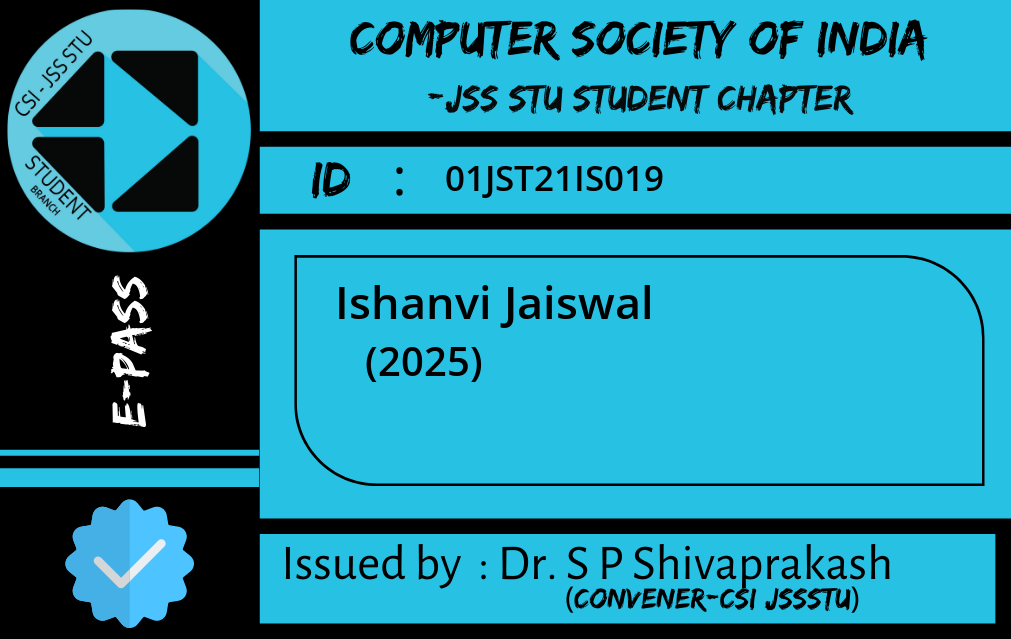 CSI - JSS STU
STUDENT
BRANCH
E-PASS
COMPUTER SOCIETY OF INDIA
-JSS STU STUDENT CHAPTER
ID : 01JST21IS019
Ishanvi Jaiswal
(2025)
Issued by : Dr. S P Shivaprakash
(CONVENER-CSI JSSSTU)